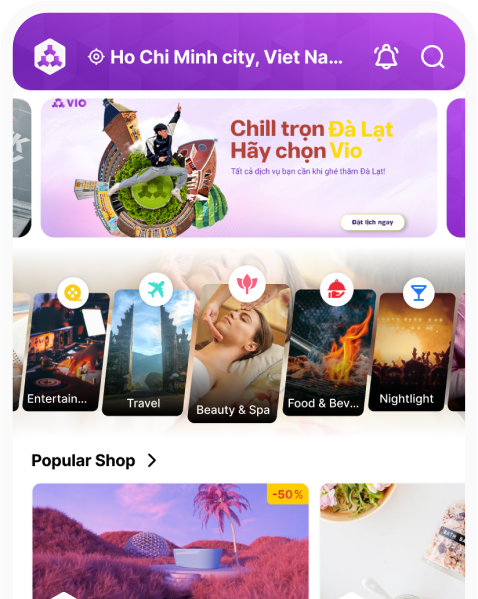 Ho Chi Minh city, Viet Na...
VIO
Chill trọn Đà Lạt
Hãy chọn Vio
Tất cả dịch vụ bạn cần khi ghé thăm Đà Lạt!
Đặt lịch ngay
Entertain...
Travel
Beauty & Spa
Food & Bev...
Nightlight
Popular Shop
-50%